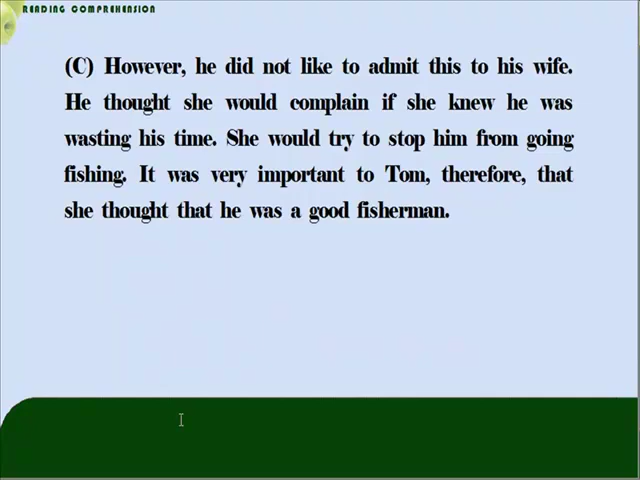 READING COMPREHENSION
(C) However, he did not like to admit this to his wife.
He thought she would complain if she knew he was
wasting his time. She would try to stop him from going
fishing. It was very important to Tom, therefore, that
she thought that he was a good fisherman.